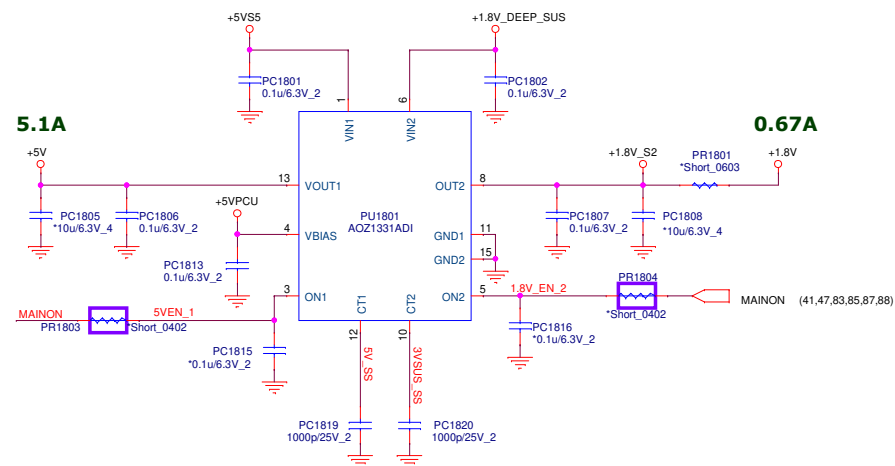 +5VS5
+1.8V_DEEP_SUS
PC1801
0.1u/6.3V_2
PC1802
0.1u/6.3V_2
1
6
VIN1
VIN2
5.1A
0.67A
+5V
+1.8V_S2
PR1801
*Short_0603
+1.8V
13
VOUT1
OUT2
8
PC1805
*10u/6.3V_4
PC1806
0.1u/6.3V_2
+5VPCU
PU1801
AOZ1331ADI
PC1807
0.1u/6.3V_2
PC1808
*10u/6.3V_4
4
VBIAS
GND1
11
GND2
15
PC1813
0.1u/6.3V_2
MAINON
PR1803
*Short_0402
5VEN_1
3
ON1
CT1
CT2
ON2
5
1.8V_EN_2
PR1804
*Short_0402
MAINON (41,47,83,85,87,88)
PC1815
*0.1u/6.3V_2
12
10
PC1816
*0.1u/6.3V_2
5V_SS
3VSUS_SS
PC1819
1000p/25V_2
PC1820
1000p/25V_2